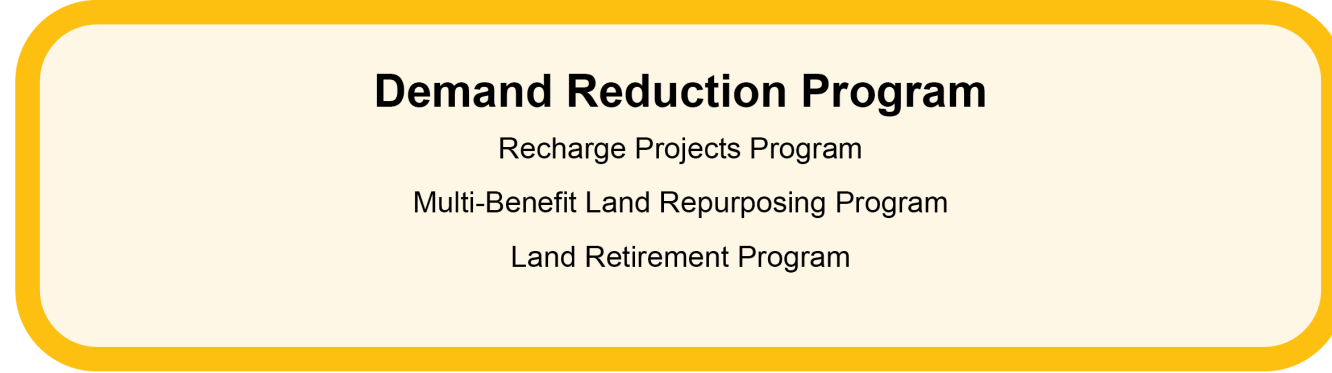 Demand Reduction Program
Recharge Projects Program
Multi-Benefit Land Repurposing Program
Land Retirement Program